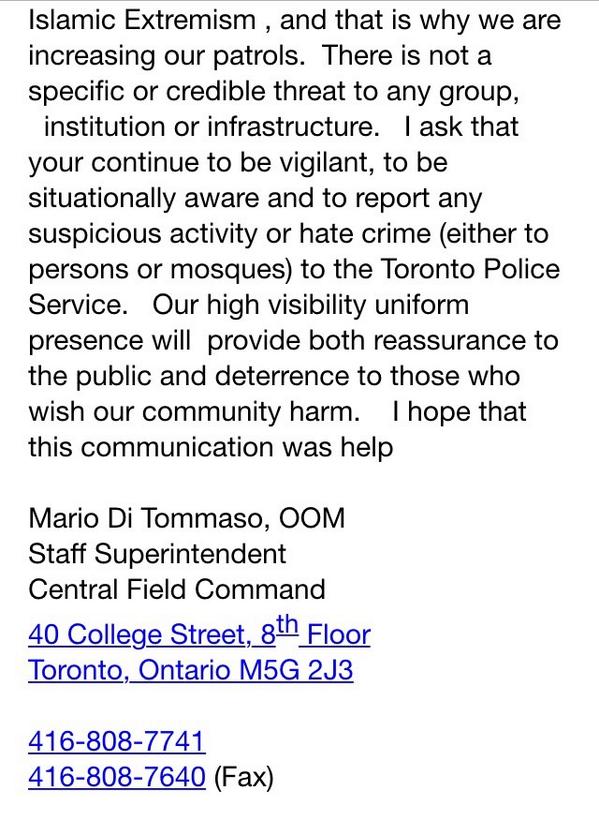 Islamic Extremism , and that is why we are
increasing our patrols.  There is not a
specific or credible threat to any group,
  institution or infrastructure.   I ask that
your continue to be vigilant, to be
situationally aware and to report any
suspicious activity or hate crime (either to
persons or mosques) to the Toronto Police
Service.   Our high visibility uniform
presence will  provide both reassurance to
the public and deterrence to those who
wish our community harm.    I hope that
this communication was help
Mario Di Tommaso, OOM
Staff Superintendent
Central Field Command
40 College Street, 8th Floor
Toronto, Ontario M5G 2J3
416-808-7741
416-808-7640 (Fax)